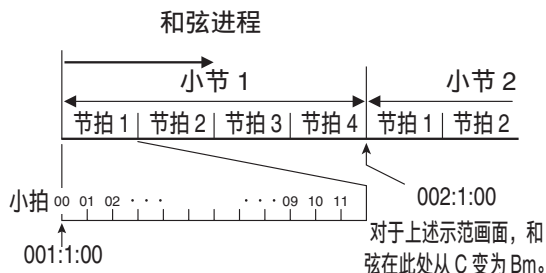 和弦进程
小节 1 小节 2
节拍 1 节拍 2 节拍 3 节拍 4 节拍 1 节拍 2
小拍 00 01 02 · · · · · · 09 10 11
002:1:00
001:1:00
对于上述示范画面，和
弦在此处从 C 变为 Bm。